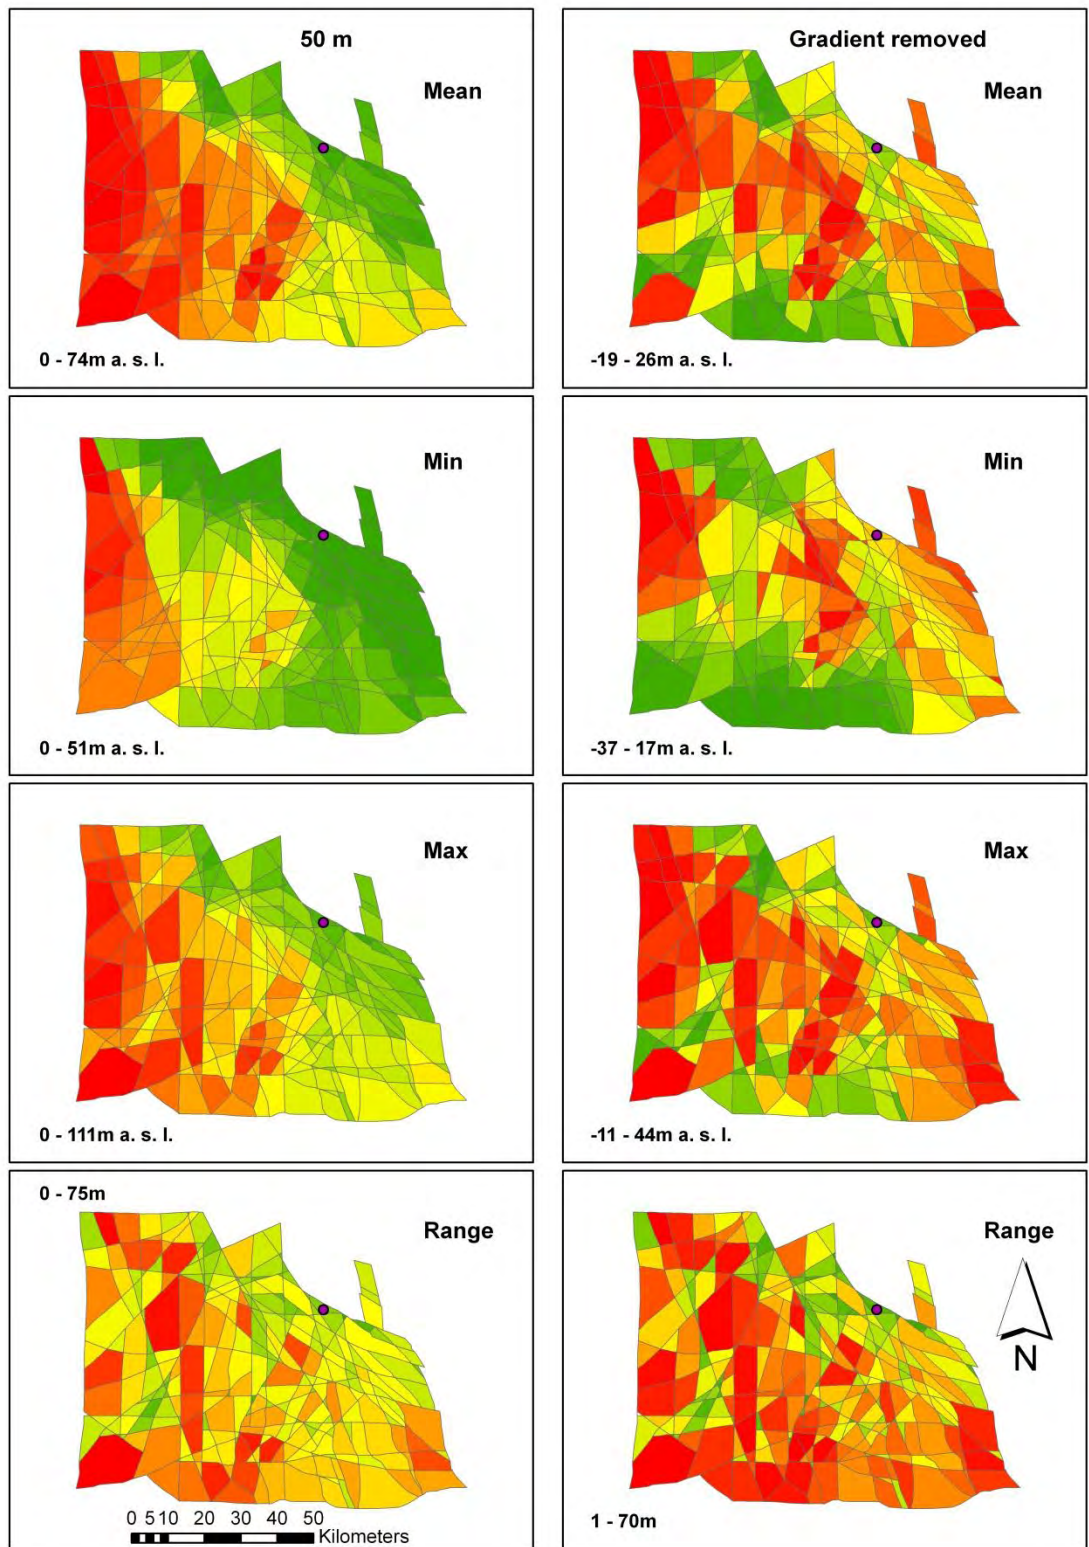 50 m
Mean
0 - 74m a. s. l.
Gradient removed
Mean
-19 - 26m a. s. l.
Min
0 - 51m a. s. l.
Min
-37 - 17m a. s. l.
Max
0 - 111m a. s. l.
Max
-11 - 44m a. s. l.
0 - 75m
Range
0 5 10 20 30 40 50
Kilometers
Range
N
1 - 70m